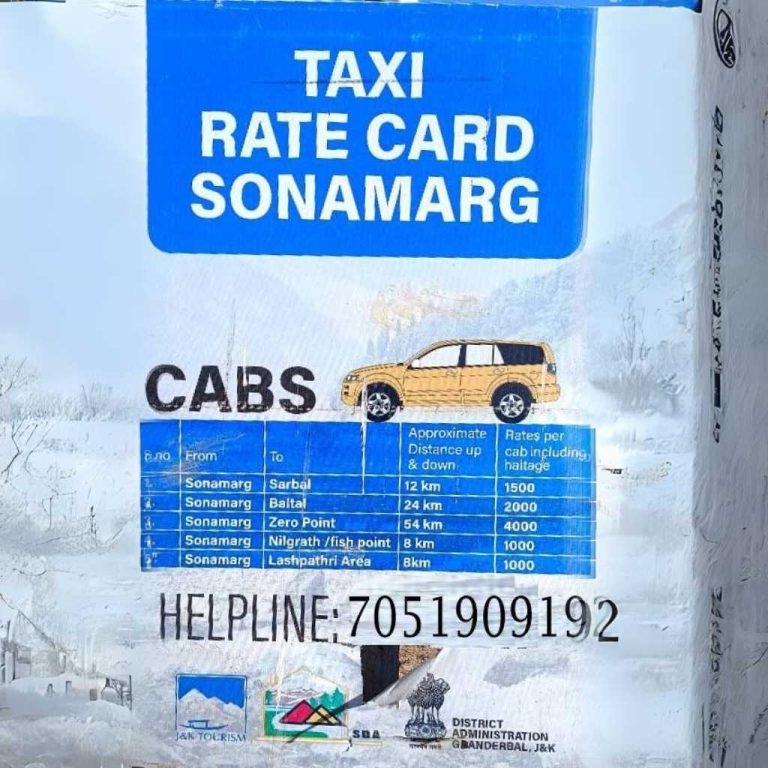 TAXI
RATE CARD
SONAMARG
CABS
From To Approximate Distance up & down Rates per cab including haltage
Sonamarg Sarbal 12 km 1500
Sonamarg Baltal 24 km 2000
Sonamarg Zero Point 54 km 4000
Sonamarg Nilgrath /fish point 8 km 1000
Sonamarg Lashpathri Area 8km 1000
HELPLINE: 7051909192
J&K TOURISM
SDA
DISTRICT
ADMINISTRATION
GANDERBAL, J&K